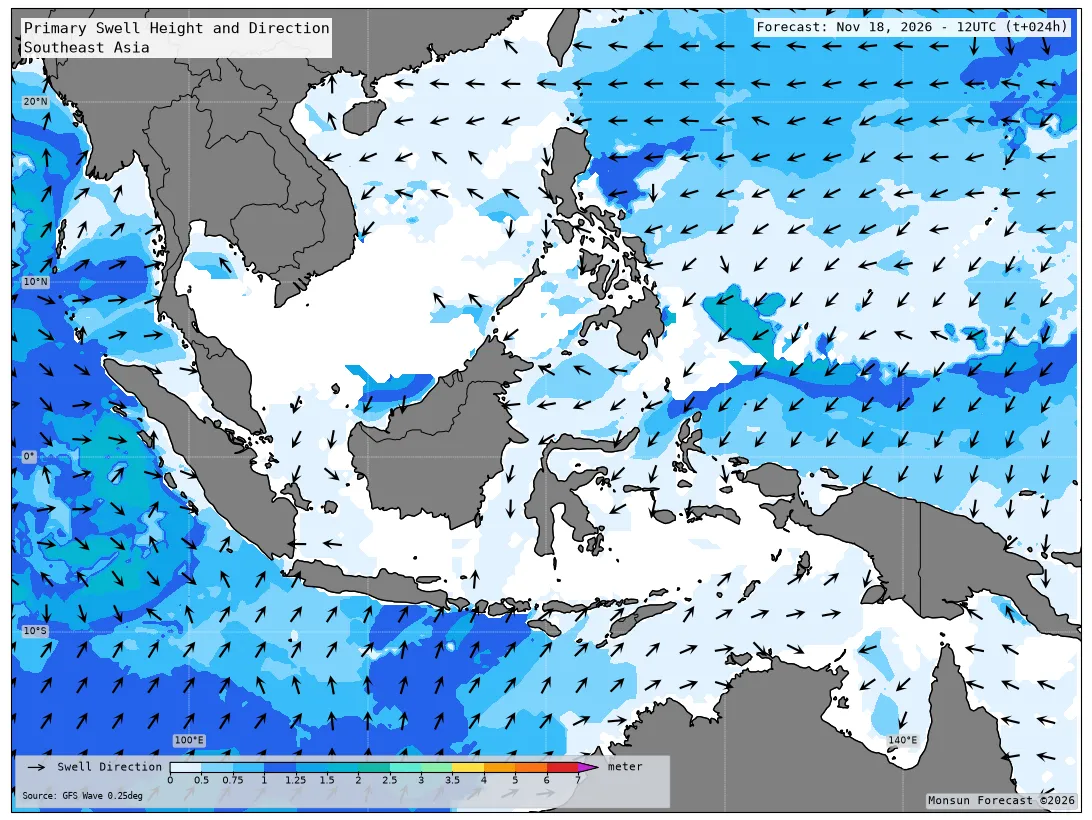 Primary Swell Height and Direction
Southeast Asia
Forecast: Nov 18, 2026 - 12UTC (t+024h)
20°N
10°N
0°
10°S
100°E
140°E
Swell Direction
0 0.5 0.75 1 1.25 1.5 2 2.5 3 3.5 4 5 6 7
meter
Source: GFS Wave 0.25deg
Monsun Forecast ©2026